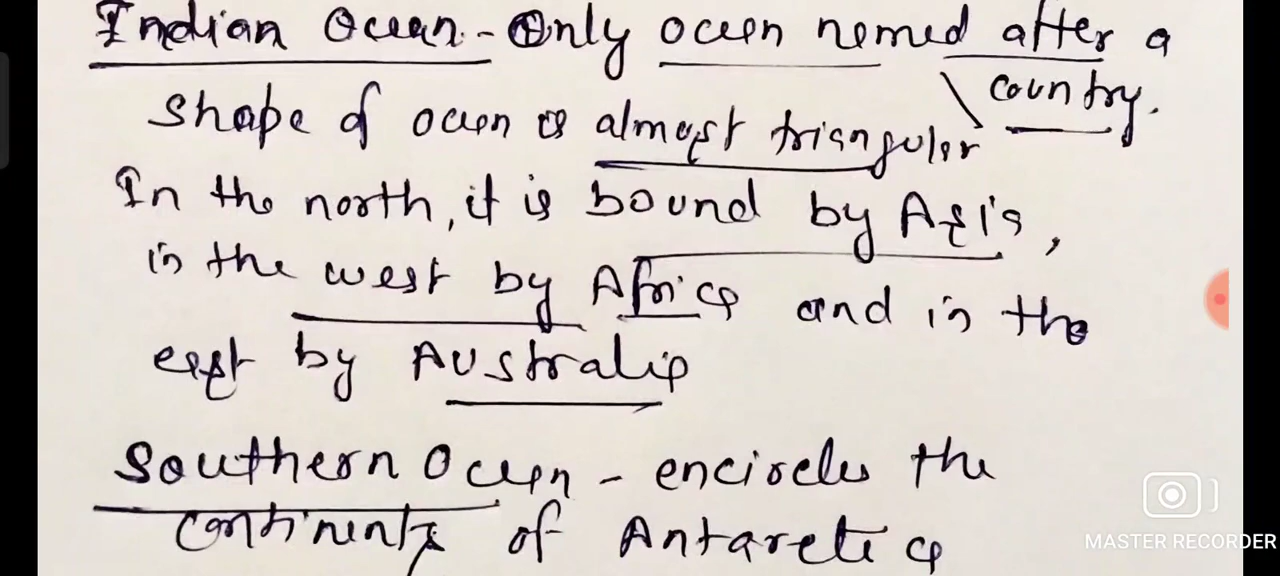 Indian Ocean - Only ocean named after a
country.
shape of ocean is almost triangular
In the north, it is bound by Asia,
in the west by Africa and in the
east by Australia
Southern Ocean - encircles the
continents of Antarctica
MASTER RECORDER